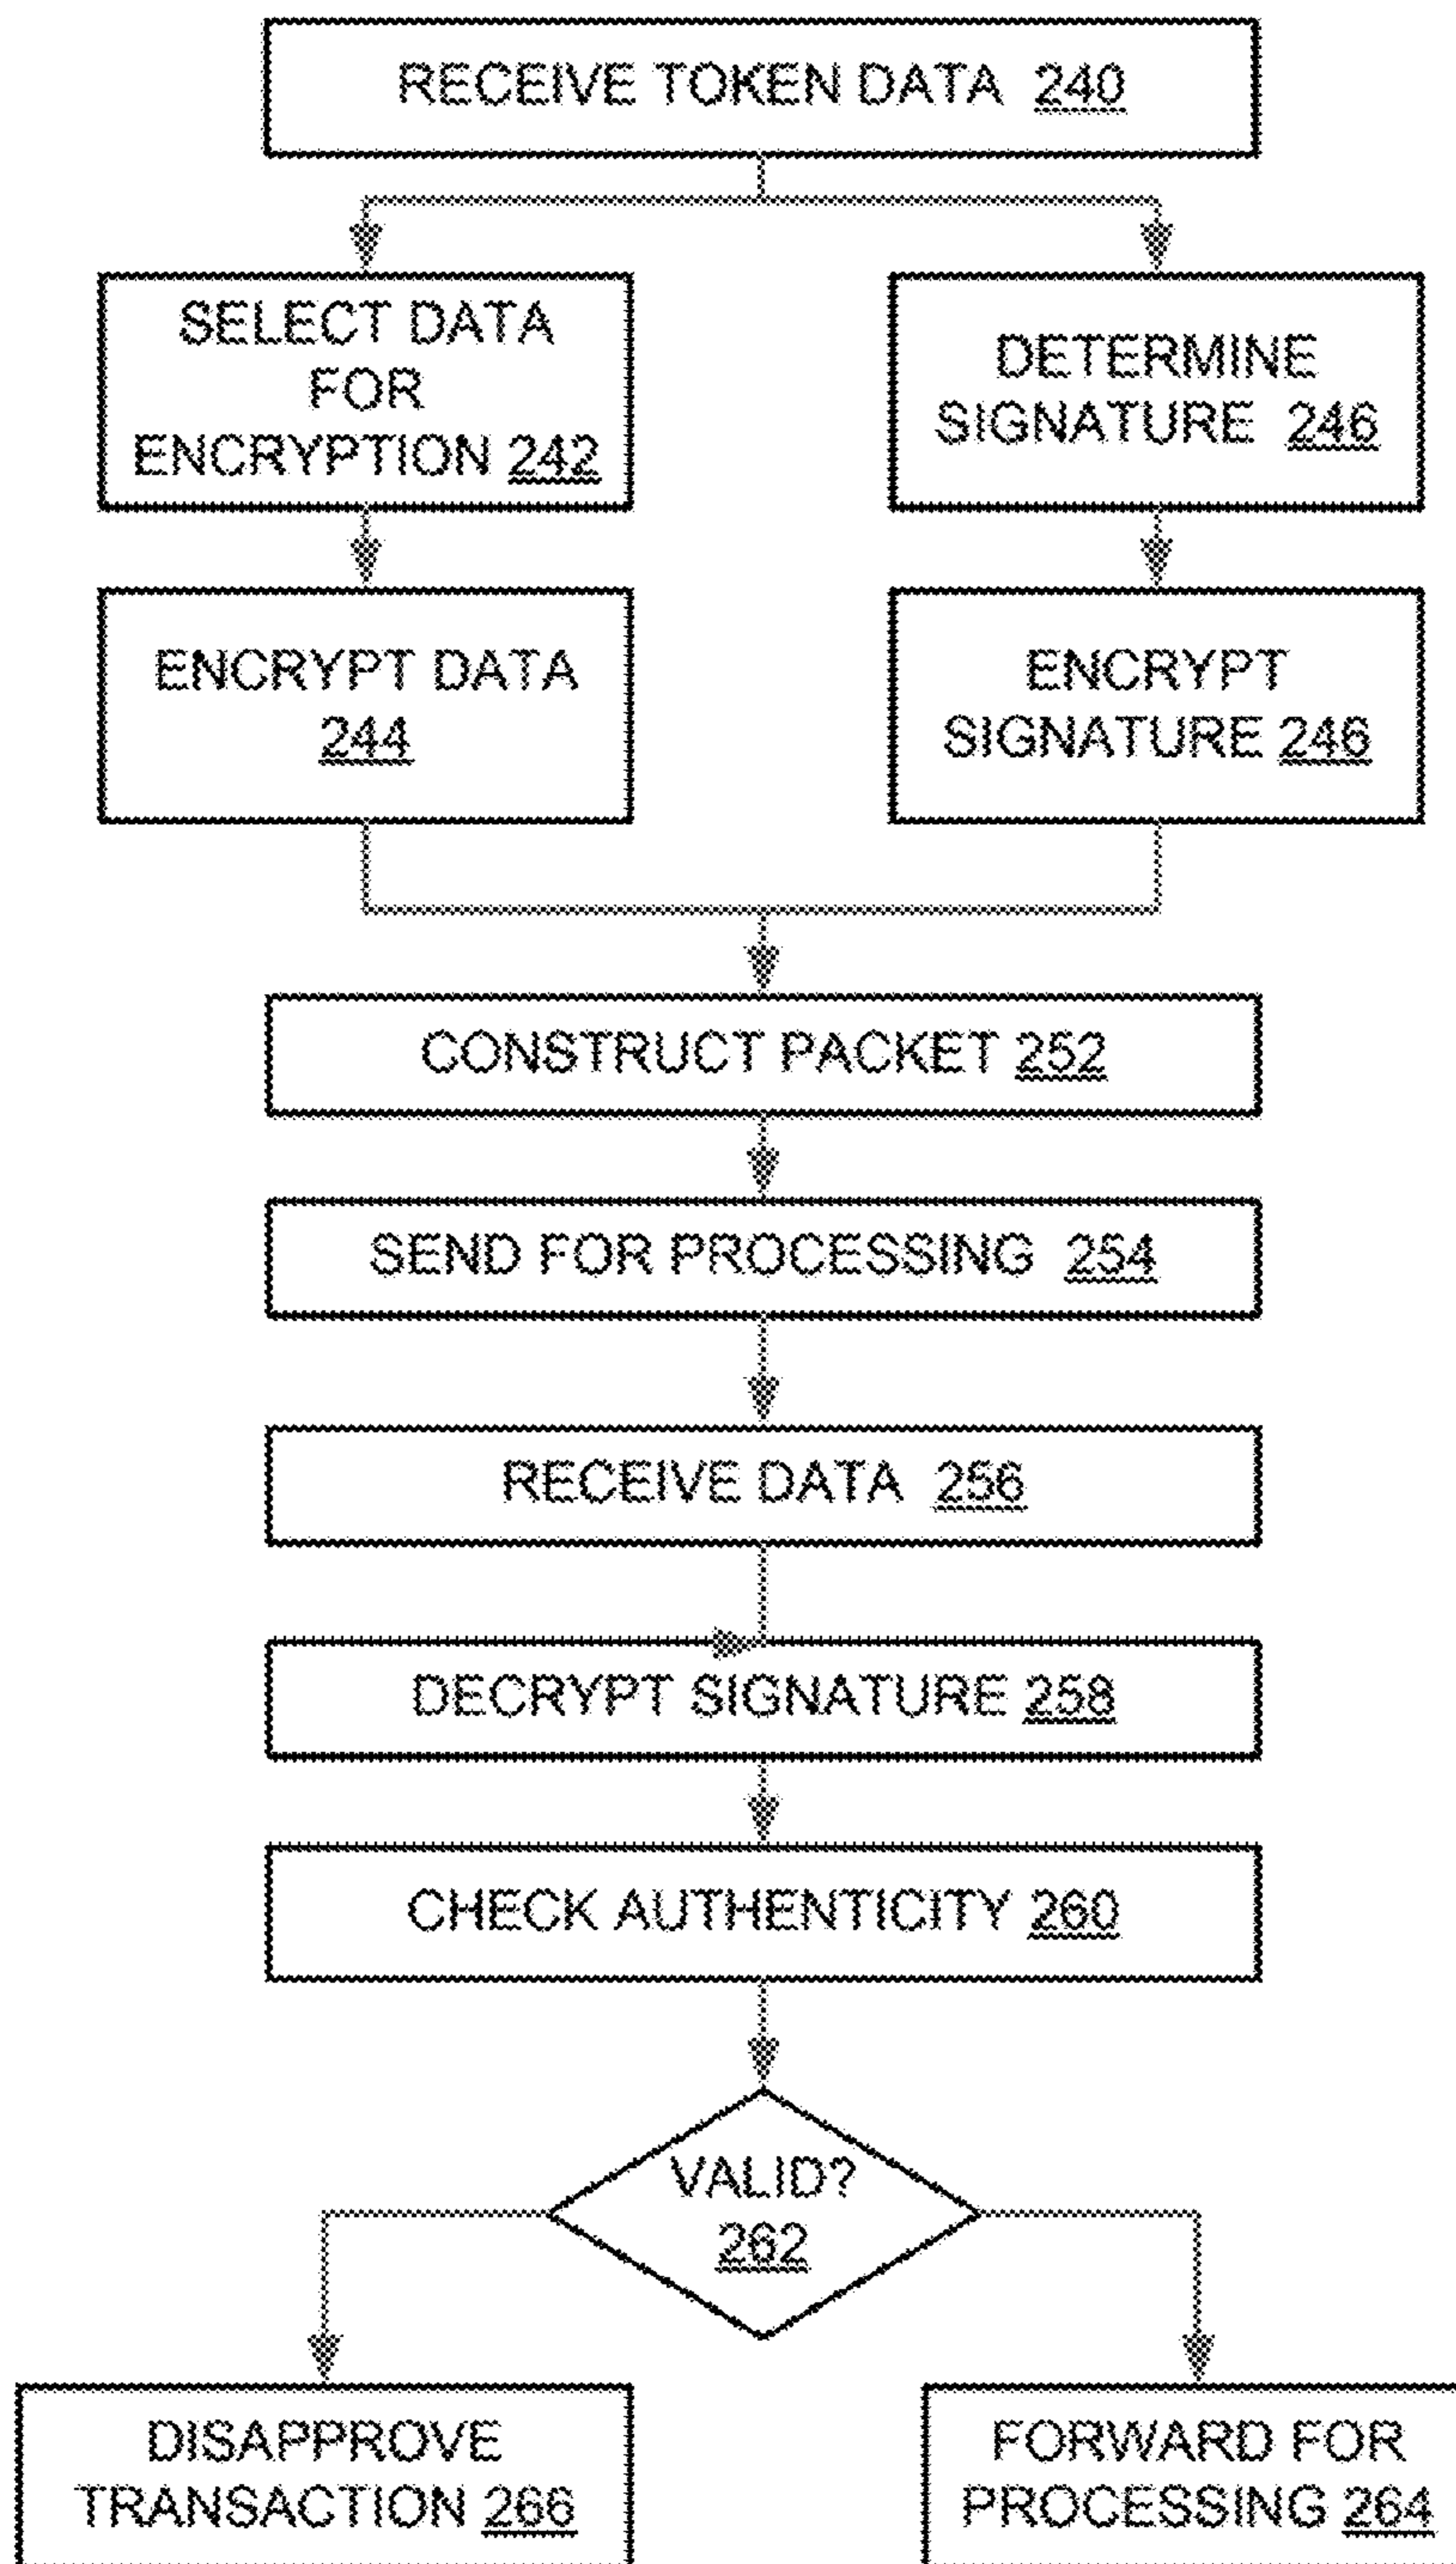 RECEIVE TOKEN DATA 240
SELECT DATA
FOR
ENCRYPTION 242
DETERMINE
SIGNATURE 246
ENCRYPT DATA
244
ENCRYPT
SIGNATURE 246
CONSTRUCT PACKET 252
SEND FOR PROCESSING 254
RECEIVE DATA 256
DECRYPT SIGNATURE 258
CHECK AUTHENTICITY 260
VALID?
262
DISAPPROVE
TRANSACTION 266
FORWARD FOR
PROCESSING 264